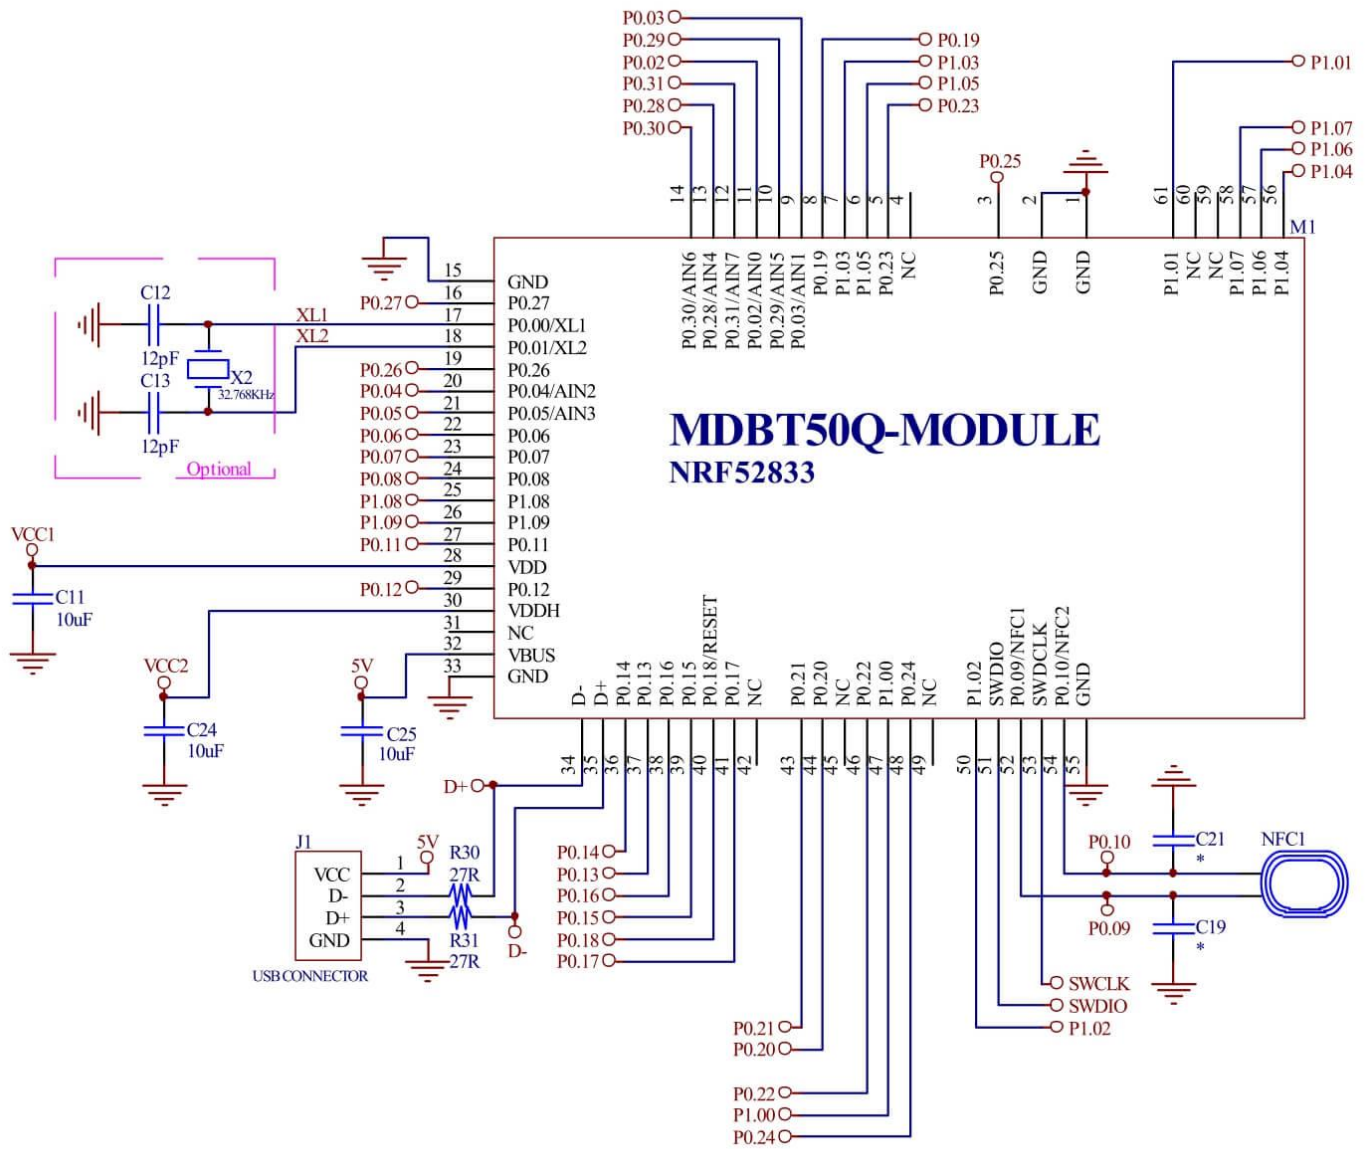 P0.03
P0.29
P0.02
P0.31
P0.28
P0.30
P0.19
P1.03
P1.05
P0.23
P0.25
P1.01
P1.07
P1.06
P1.04
14 13 12 11 10 9 8 7 6 5 4 3 2 1 61 60 59 58 57 56
M1
P0.30/AIN6
P0.28/AIN4
P0.31/AIN7
P0.02/AIN0
P0.29/AIN5
P0.03/AIN1
P0.19
P1.03
P1.05
P0.23
NC
P0.25
GND
GND
P1.01
NC
NC
P1.07
P1.06
P1.04
15 GND
P0.27 16 P0.27
XL1 17 P0.00/XL1
XL2 18 P0.01/XL2
P0.26 19 P0.26
P0.04 20 P0.04/AIN2
P0.05 21 P0.05/AIN3
P0.06 22 P0.06
P0.07 23 P0.07
P0.08 24 P0.08
P1.08 25 P1.08
P1.09 26 P1.09
P0.11 27 P0.11
28 VDD
P0.12 29 P0.12
30 VDDH
31 NC
32 VBUS
33 GND
C12
12pF
C13
12pF
X2
32.768KHz
Optional
MDBT50Q-MODULE
NRF52833
VCC1
C11
10uF
VCC2
C24
10uF
5V
C25
10uF
D-
D+
P0.14
P0.13
P0.16
P0.15
P0.18/RESET
P0.17
NC
P0.21
P0.20
NC
P0.22
P1.00
P0.24
NC
P1.02
SWDIO
P0.09/NFC1
SWDCLK
P0.10/NFC2
GND
34 35 36 37 38 39 40 41 42 43 44 45 46 47 48 49 50 51 52 53 54 55
D+
J1
5V
VCC 1
D- 2
D+ 3
GND 4
USB CONNECTOR
R30
27R
R31
27R
D-
P0.14
P0.13
P0.16
P0.15
P0.18
P0.17
P0.21
P0.20
P0.22
P1.00
P0.24
P0.10
P0.09
C21
*
C19
*
NFC1
SWCLK
SWDIO
P1.02